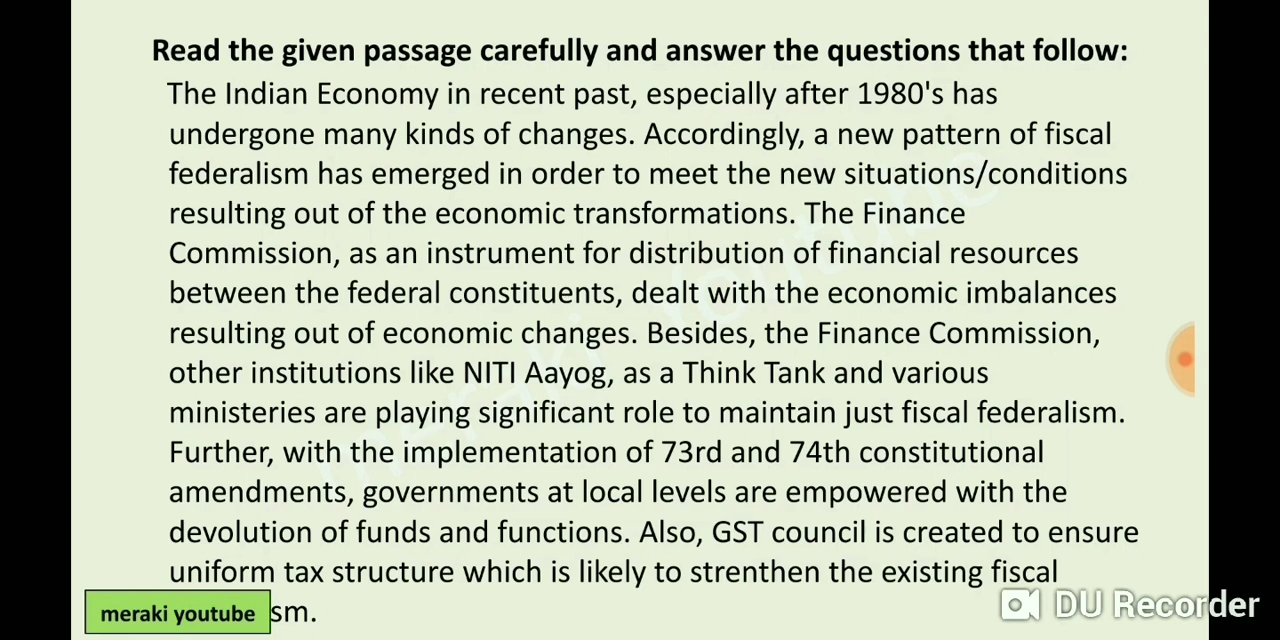 Read the given passage carefully and answer the questions that follow:
The Indian Economy in recent past, especially after 1980's has
undergone many kinds of changes. Accordingly, a new pattern of fiscal
federalism has emerged in order to meet the new situations/conditions
resulting out of the economic transformations. The Finance
Commission, as an instrument for distribution of financial resources
between the federal constituents, dealt with the economic imbalances
resulting out of economic changes. Besides, the Finance Commission,
other institutions like NITI Aayog, as a Think Tank and various
ministeries are playing significant role to maintain just fiscal federalism.
Further, with the implementation of 73rd and 74th constitutional
amendments, governments at local levels are empowered with the
devolution of funds and functions. Also, GST council is created to ensure
uniform tax structure which is likely to strenthen the existing fiscal
sm.
meraki youtube
DU Recorder
meraki youtube